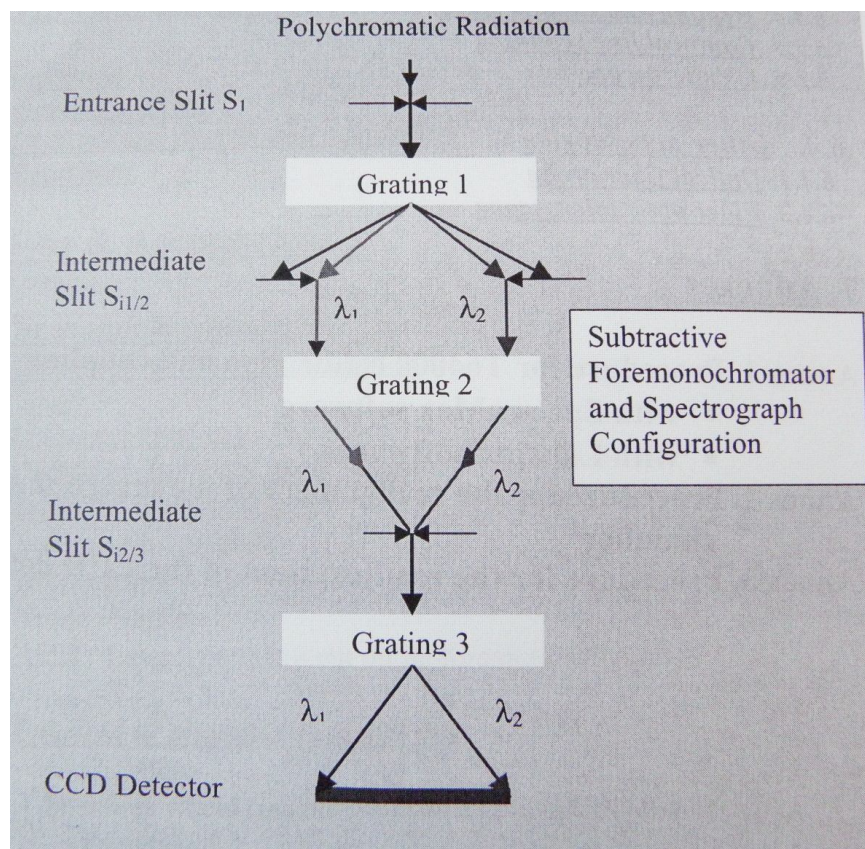 Polychromatic Radiation
Entrance Slit S₁
Grating 1
Intermediate
Slit Sᵢ₁/₂
λ₁
λ₂
Subtractive
Foremonochromator
and Spectrograph
Configuration
Grating 2
λ₁
λ₂
Intermediate
Slit Sᵢ₂/₃
Grating 3
λ₁
λ₂
CCD Detector